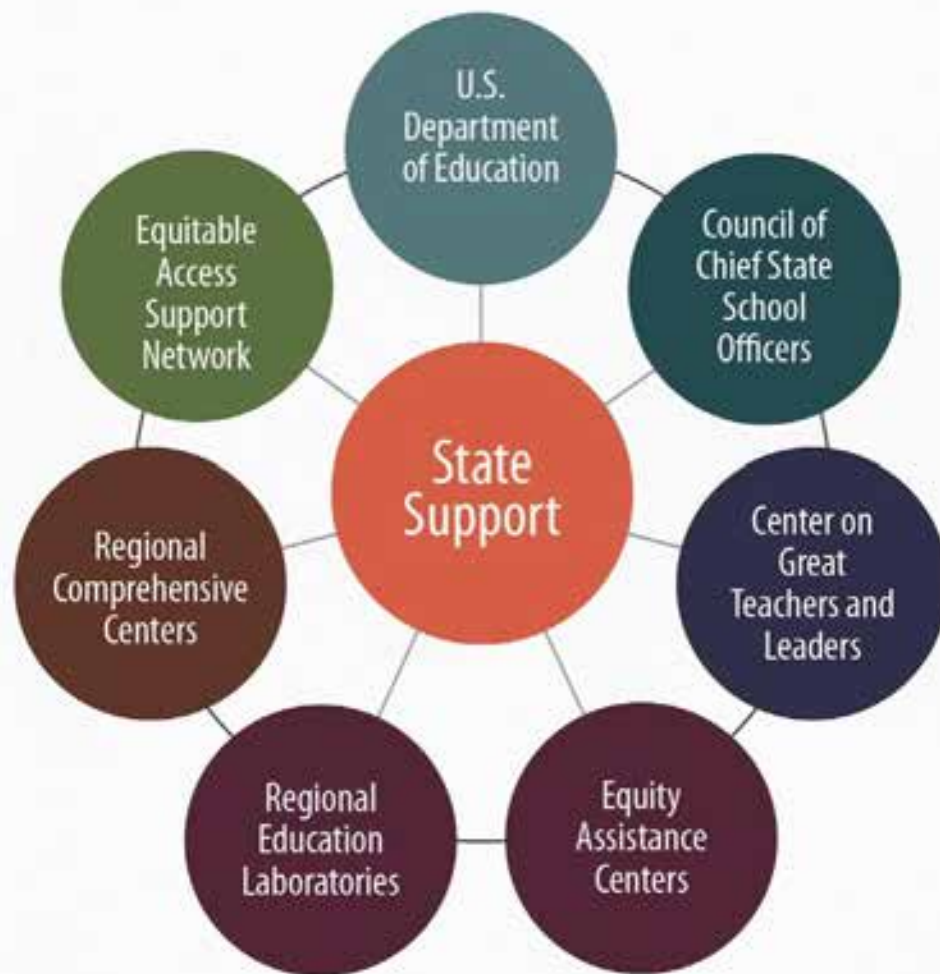 U.S.
Department
of Education
Equitable
Access
Support
Network
Council of
Chief State
School
Officers
State
Support
Regional
Comprehensive
Centers
Center on
Great
Teachers and
Leaders
Regional
Education
Laboratories
Equity
Assistance
Centers